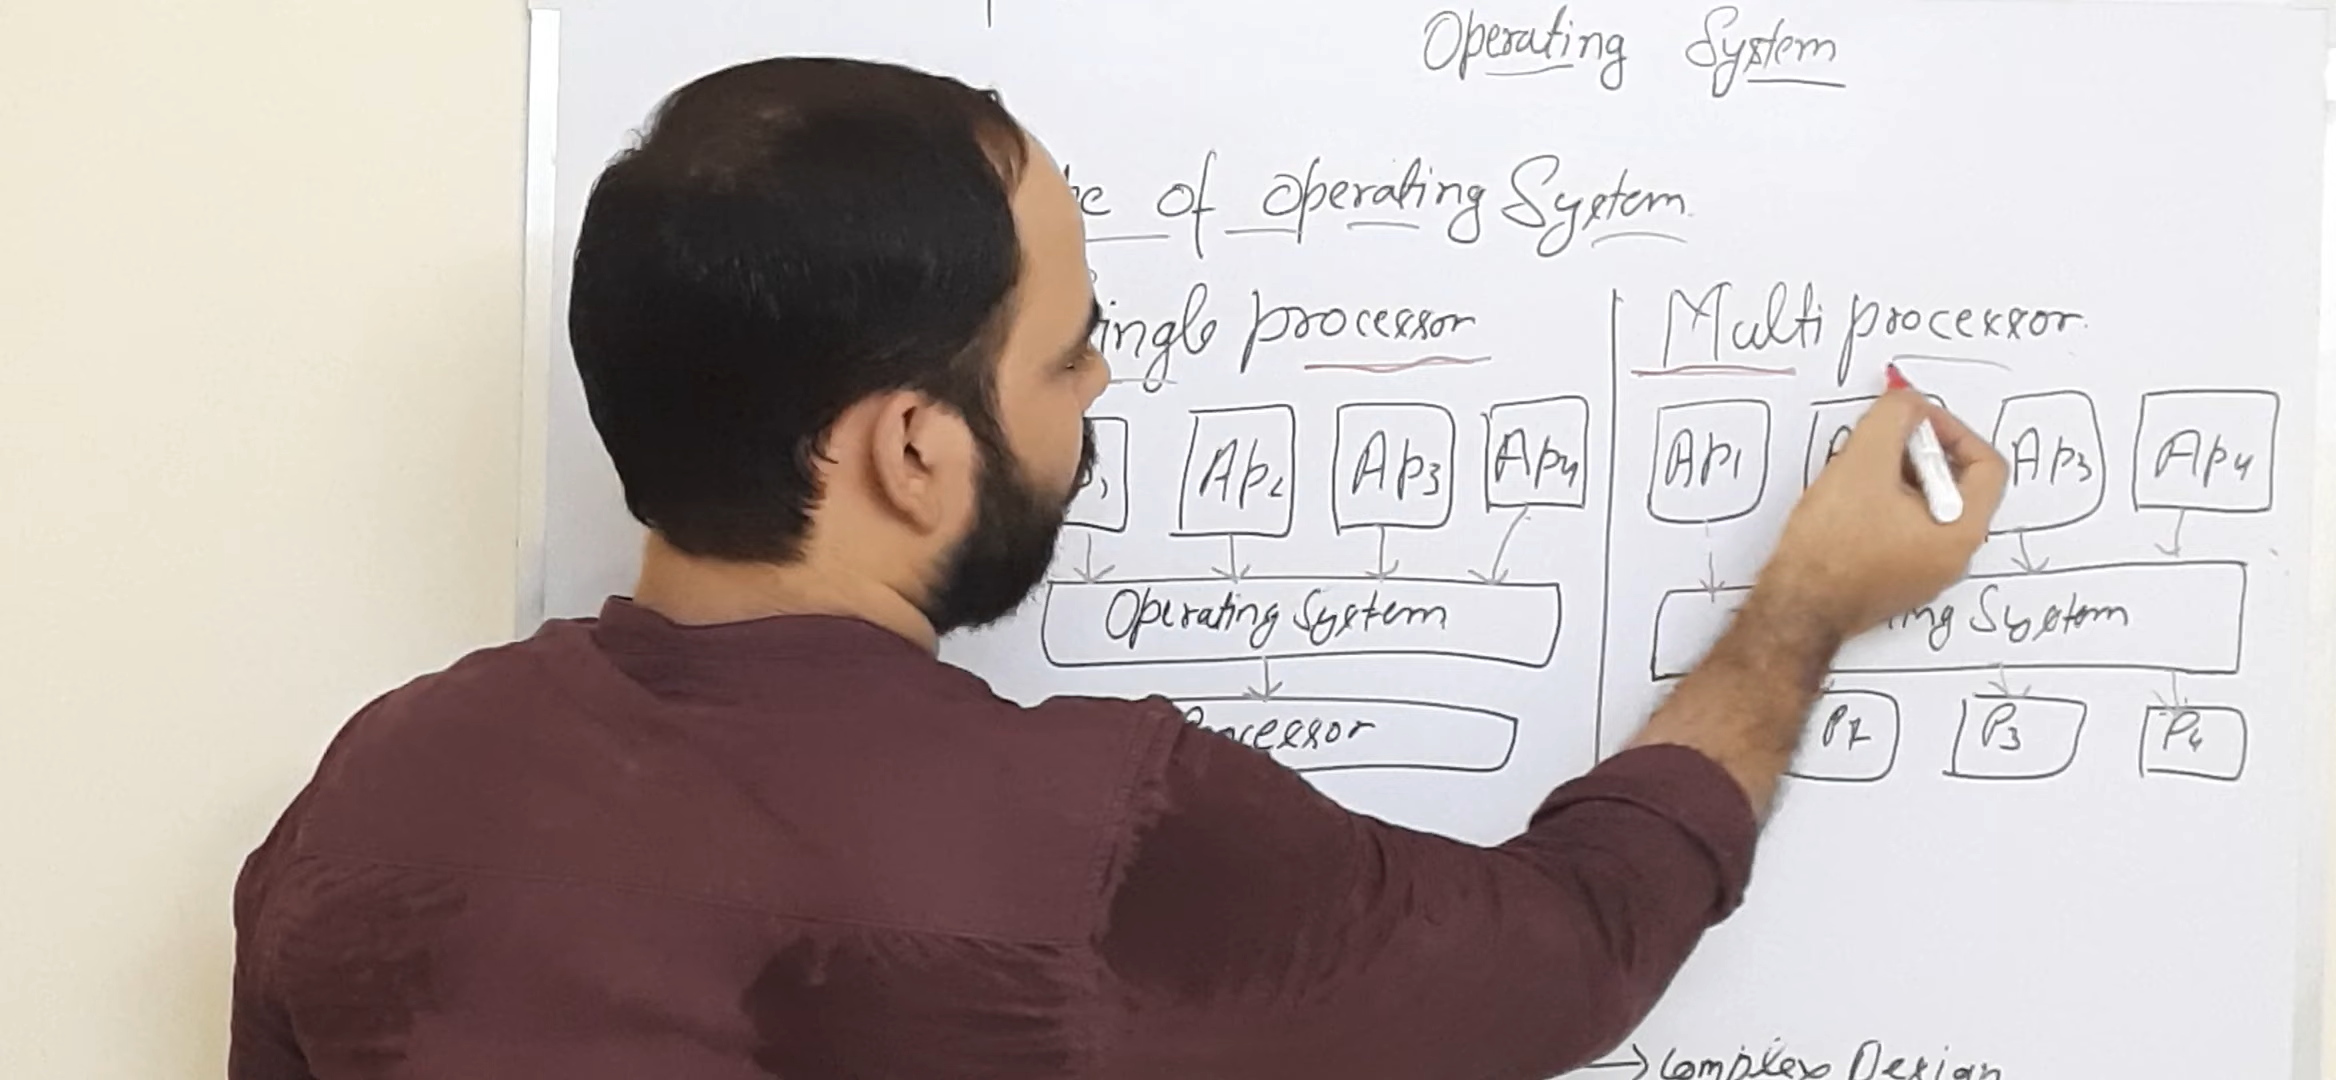 Operating System
of operating System
ingle processor
Multi processor
Ap2 Ap3 Ap4
Ap1 Ap3 Ap4
Operating System
ing System
ocessor
P2 P3 P4
→ Complex Design